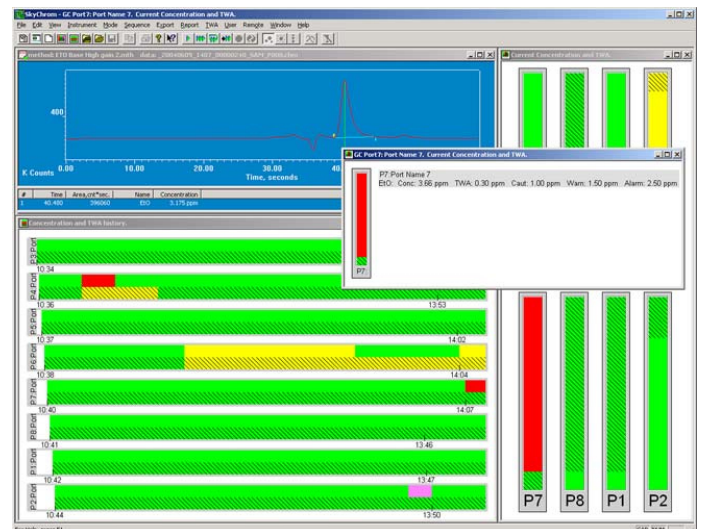 SkyChrom - GC Port7: Port Name 7. Current Concentration and TWA.
File Edit View Instrument Mode Sequence Export Report TWA User Remote Window Help
method: ETO Base High gain 2.mth data:
Current Concentration and TWA.
400
K Counts
0.00 10.00 20.00 30.00
Time, seconds
# Time Area,cnt*sec. Name Concentration
1 40.480 396060 EtO 3.175 ppm
GC Port7: Port Name 7. Current Concentration and TWA.
P7:Port Name 7
EtO: Conc: 3.66 ppm TWA: 0.30 ppm Caut: 1.00 ppm Warn: 1.50 ppm Alarm: 2.50 ppm
P7:
Concentration and TWA history.
P3:Port
10:34
P4:Port
10:36 13:53
P5:Port
10:37 14:02
P6:Port
10:38 14:04
P7:Port
10:40 14:07
P8:Port
10:41 13:46
P1:Port
10:42 13:47
P2:Port
10:44 13:50
P7 P8 P1 P2